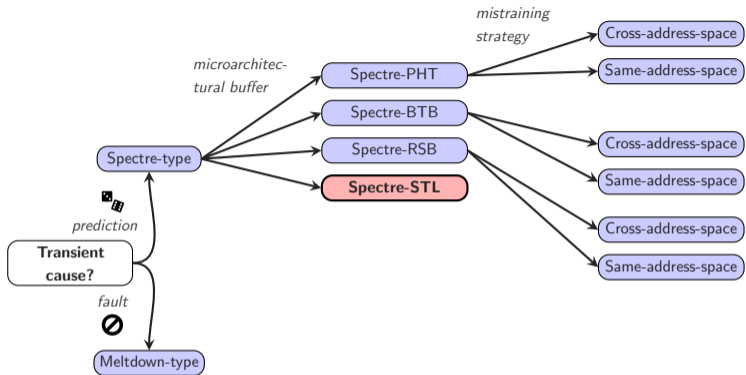 mistraining
strategy
Cross-address-space
microarchitec-
tural buffer
Spectre-PHT
Same-address-space
Spectre-BTB
Cross-address-space
Spectre-type
Spectre-RSB
Same-address-space
Spectre-STL
prediction
Cross-address-space
Transient
cause?
Same-address-space
fault
Meltdown-type